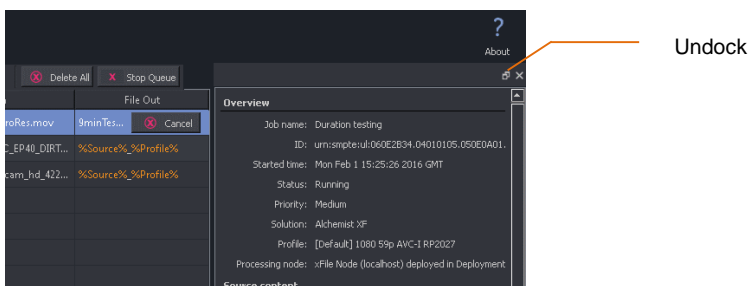 ?
About
Undock
Delete All x Stop Queue
File Out
Overview
roRes.mov 9minTes... Cancel
Job name: Duration testing
C_EP40_DIRT... %Source%_%Profile%
ID: urn:smpte:ul:060E2B34.04010105.050E0A01.
cam_hd_422... %Source%_%Profile%
Started time: Mon Feb 1 15:25:26 2016 GMT
Status: Running
Priority: Medium
Solution: Alchemist XF
Profile: [Default] 1080 59p AVC-I RP2027
Processing node: xFile Node (localhost) deployed in Deployment
Source content